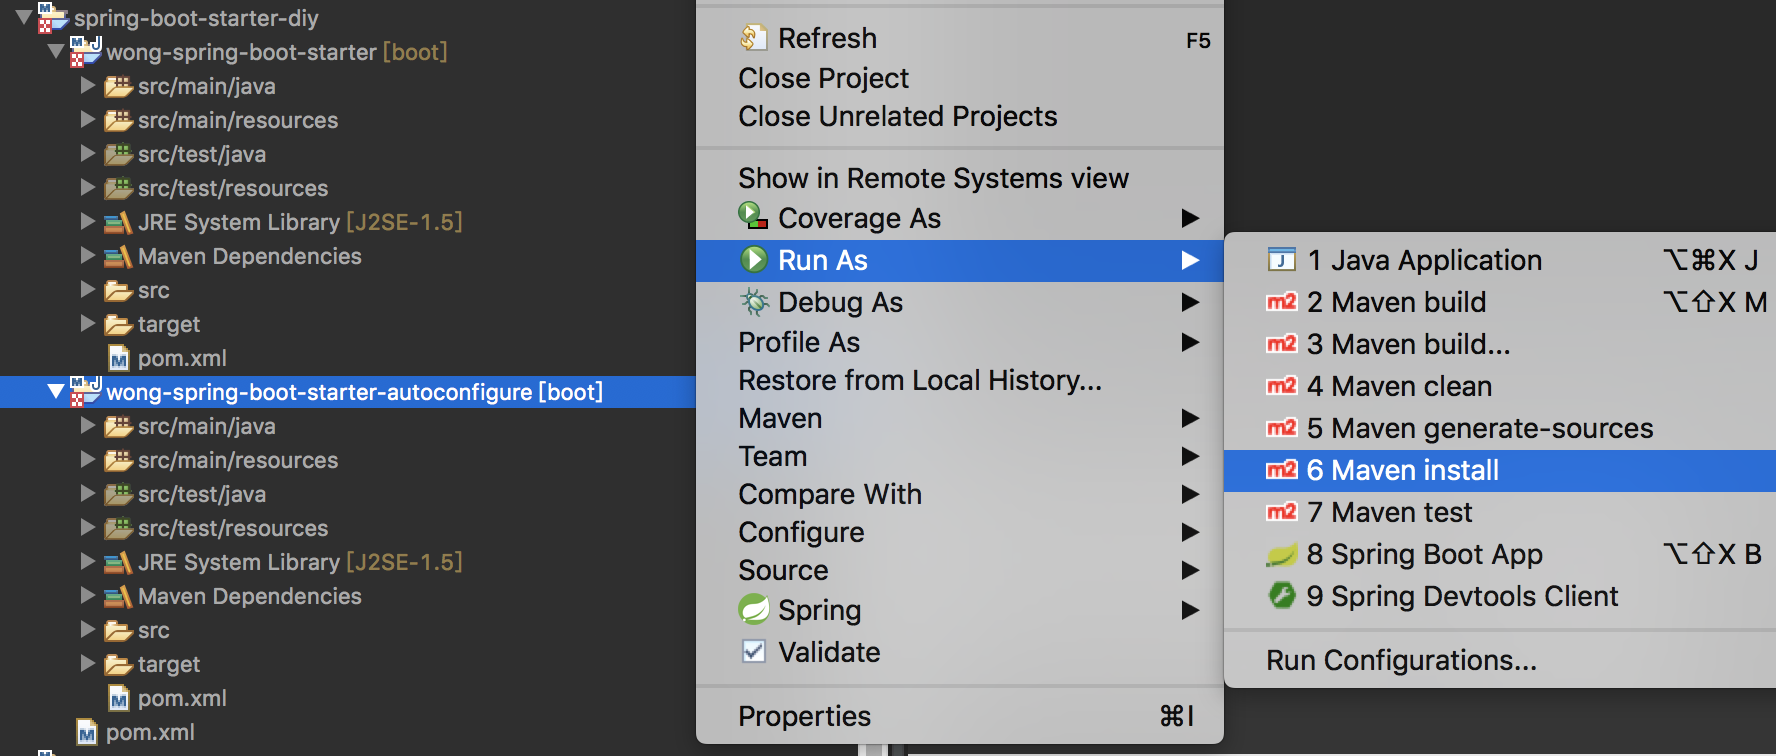 spring-boot-starter-diy
wong-spring-boot-starter [boot]
src/main/java
src/main/resources
src/test/java
src/test/resources
JRE System Library [J2SE-1.5]
Maven Dependencies
src
target
pom.xml
wong-spring-boot-starter-autoconfigure [boot]
src/main/java
src/main/resources
src/test/java
src/test/resources
JRE System Library [J2SE-1.5]
Maven Dependencies
src
target
pom.xml
pom.xml
Refresh F5
Close Project
Close Unrelated Projects
Show in Remote Systems view
Coverage As
Run As
Debug As
Profile As
Restore from Local History...
Maven
Team
Compare With
Configure
Source
Spring
Validate
Properties ⌘I
1 Java Application ⌥⌘X J
2 Maven build ⌥⇧X M
3 Maven build...
4 Maven clean
5 Maven generate-sources
6 Maven install
7 Maven test
8 Spring Boot App ⌥⇧X B
9 Spring Devtools Client
Run Configurations...